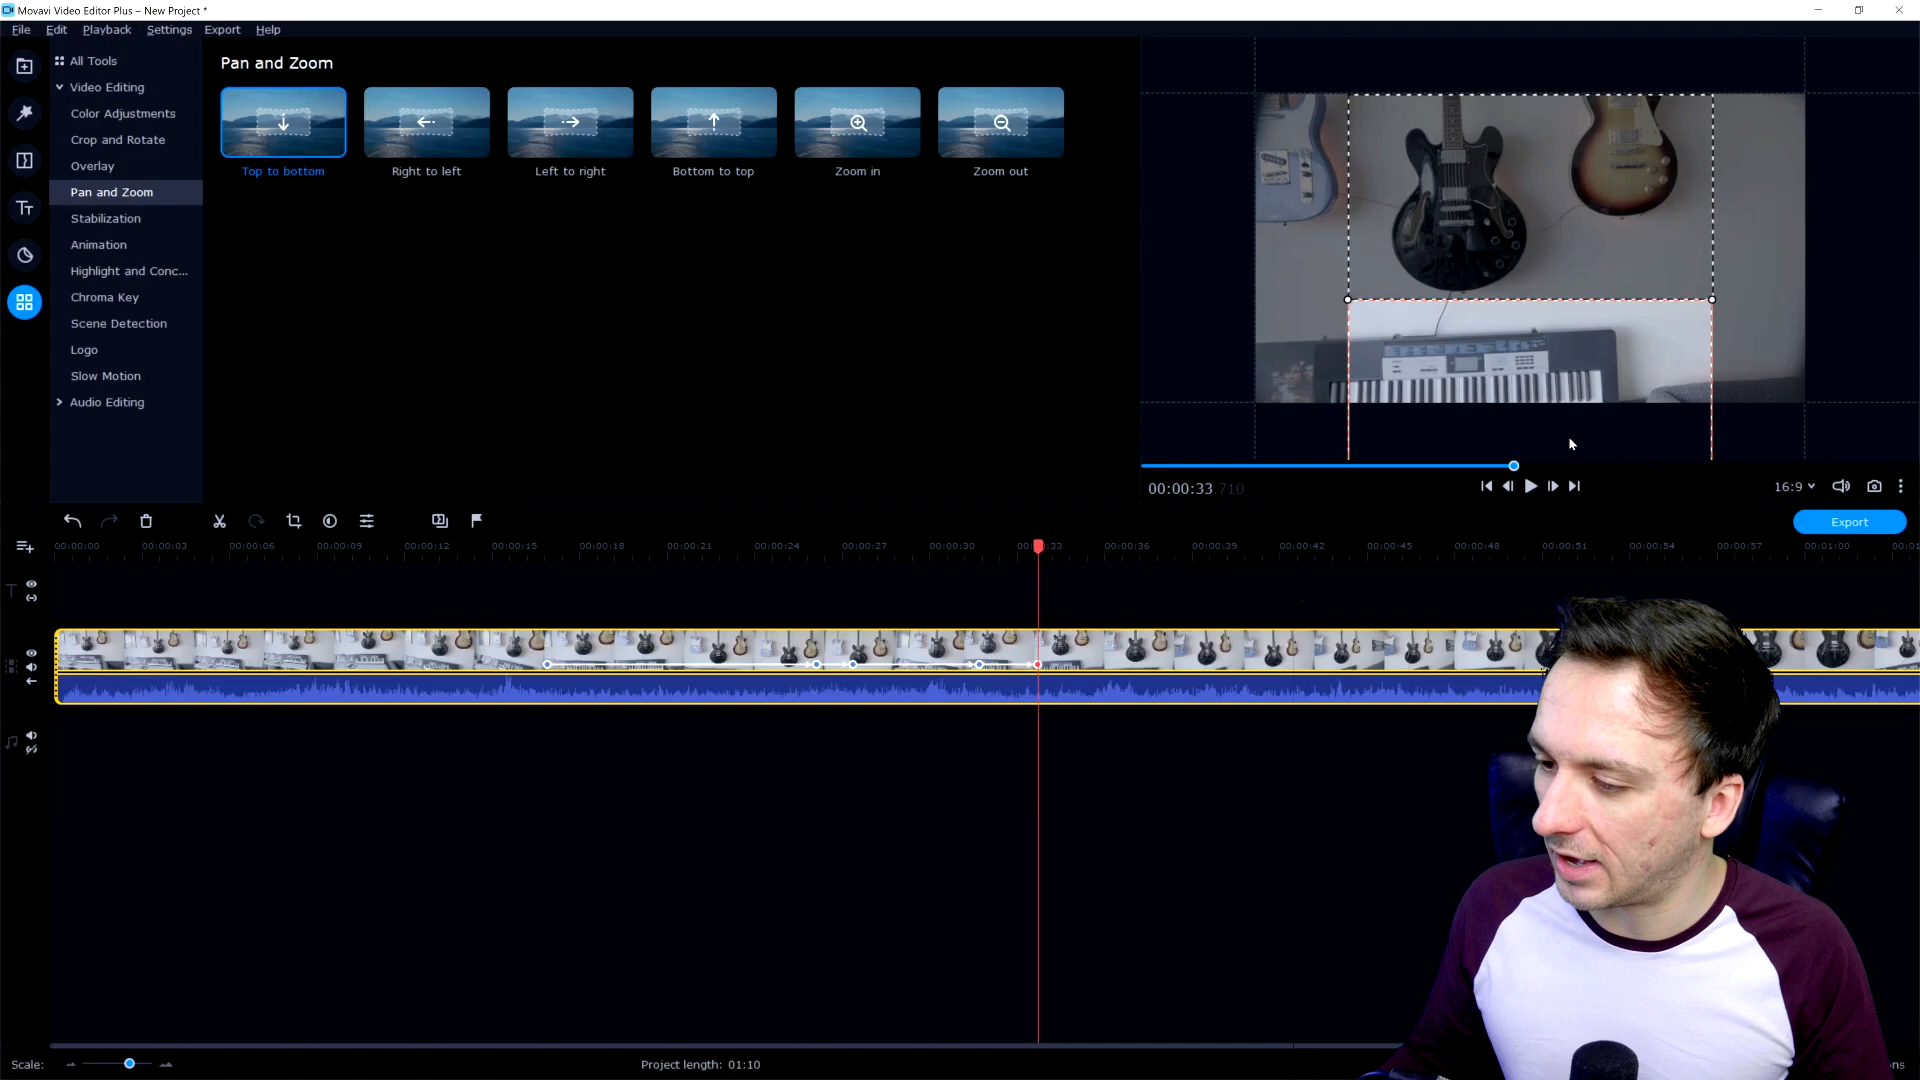 Movavi Video Editor Plus – New Project *
File Edit Playback Settings Export Help
All Tools
Video Editing
Color Adjustments
Crop and Rotate
Overlay
Pan and Zoom
Stabilization
Animation
Highlight and Conc...
Chroma Key
Scene Detection
Logo
Slow Motion
Audio Editing
Pan and Zoom
Top to bottom
Right to left
Left to right
Bottom to top
Zoom in
Zoom out
00:00:33.710
16:9
Export
00:00:00 00:00:03 00:00:06 00:00:09 00:00:12 00:00:15 00:00:18 00:00:21 00:00:24 00:00:27 00:00:30 :33 00:00:36 00:00:39 00:00:42 00:00:45 00:00:48 00:00:51 00:00:54 00:00:57 00:01:00
Scale:
Project length: 01:10